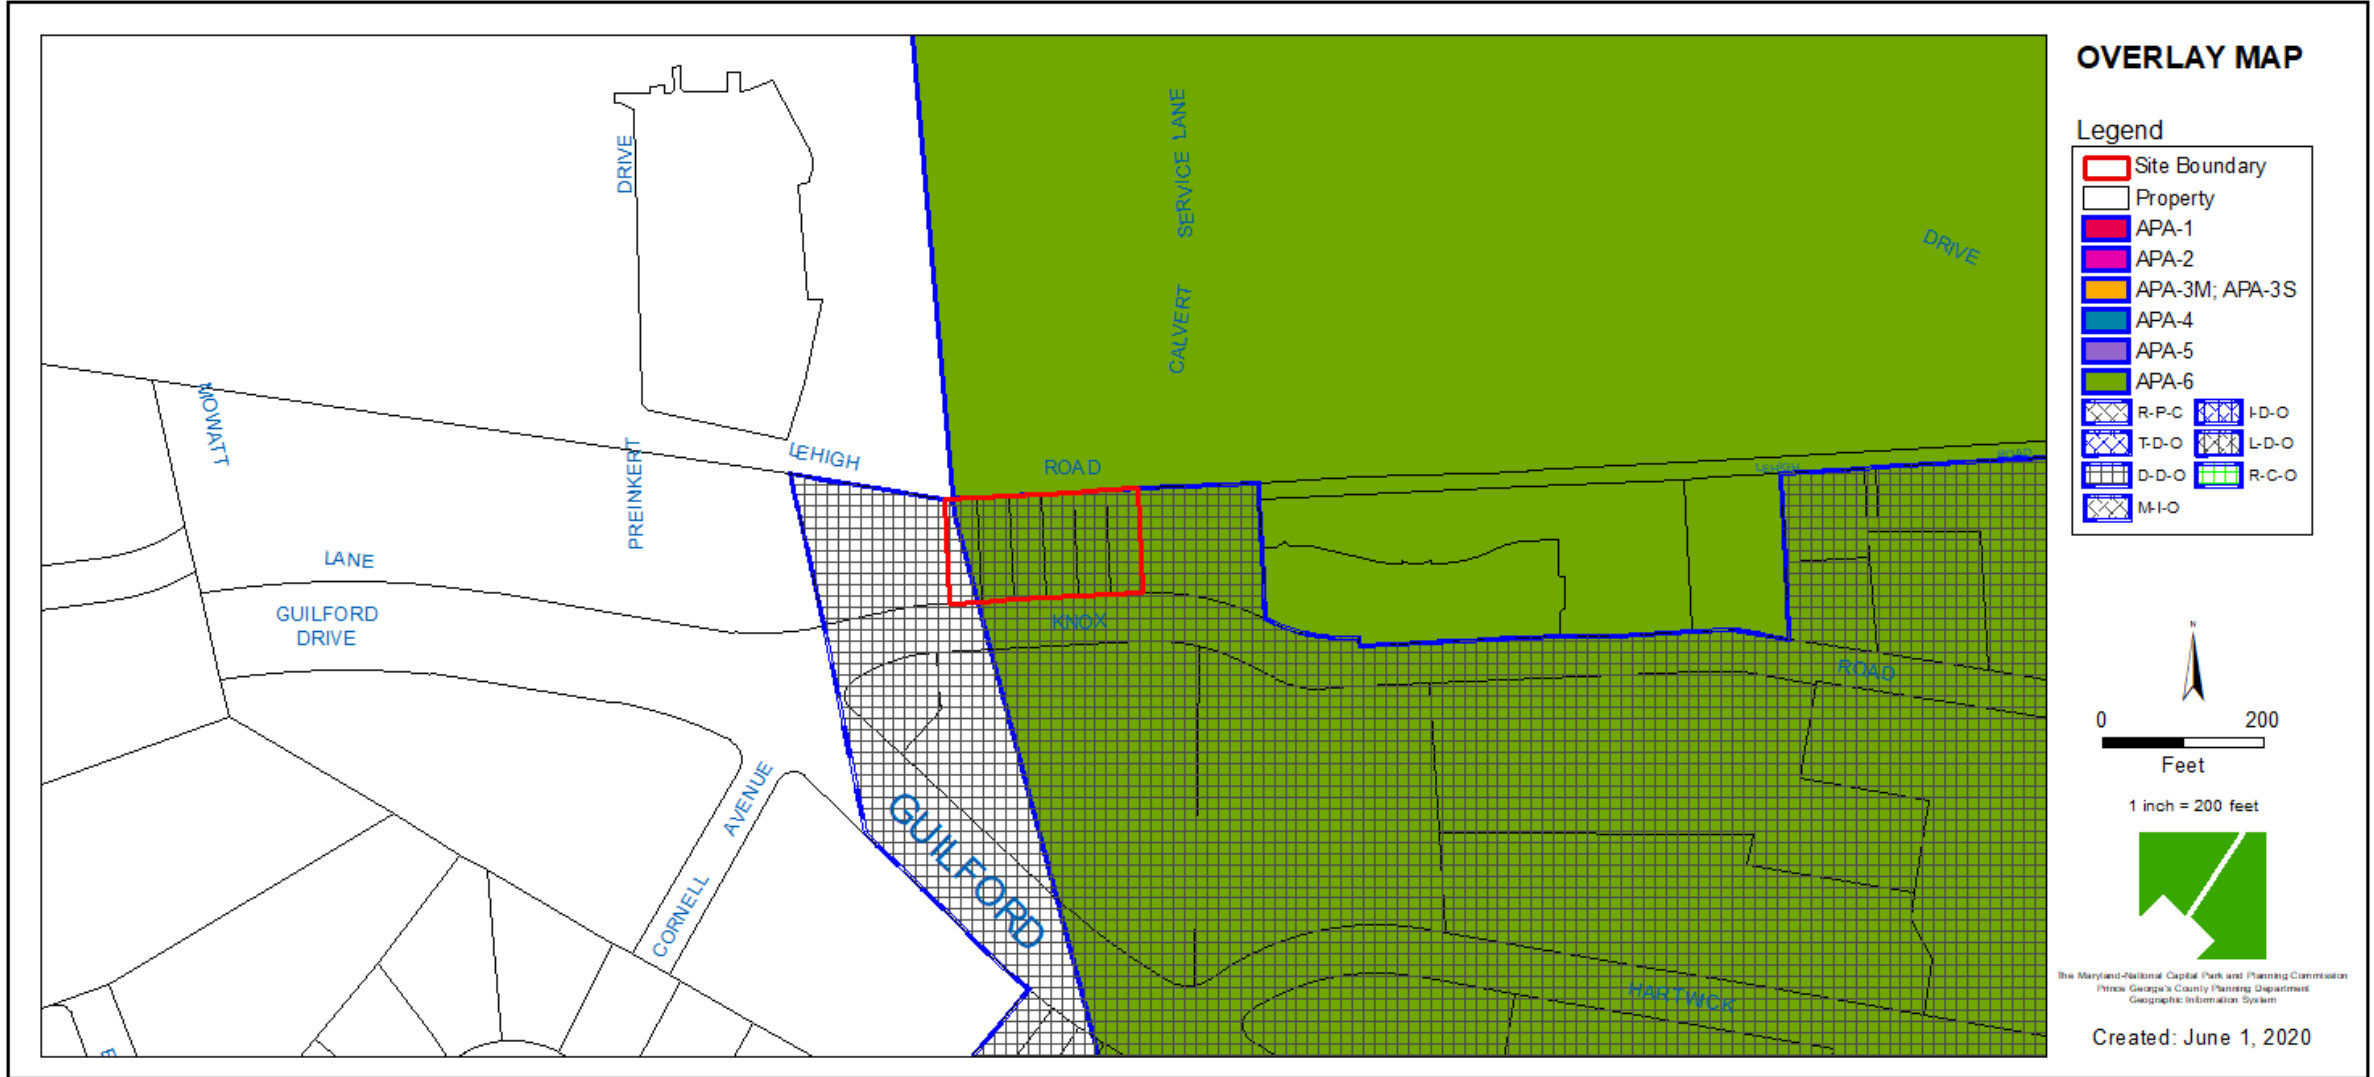 OVERLAY MAP
Legend
Site Boundary
Property
APA-1
APA-2
APA-3M; APA-3S
APA-4
APA-5
APA-6
R-P-C
I-D-O
T-D-O
L-D-O
D-D-O
R-C-O
M-I-O
N
0
200
Feet
1 inch = 200 feet
The Maryland-National Capital Park and Planning Commission
Prince George's County Planning Department
Geographic Information System
Created: June 1, 2020
DRIVE
CALVERT SERVICE LANE
DRIVE
MOWATT
PREINKERT
LEHIGH
ROAD
LEHIGH
ROAD
LANE
GUILFORD
DRIVE
KNOX
ROAD
AVENUE
CORNELL
GUILFORD
HARTWICK